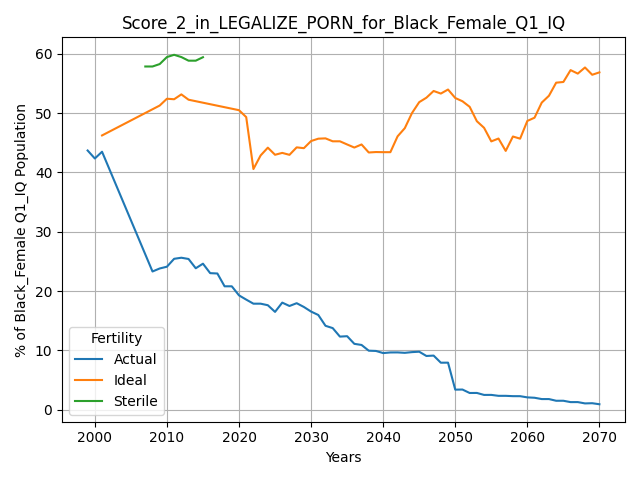 Score_2_in_LEGALIZE_PORN_for_Black_Female_Q1_IQ
% of Black_Female Q1_IQ Population
60
50
40
30
20
10
0
Fertility
Actual
Ideal
Sterile
2000 2010 2020 2030 2040 2050 2060 2070
Years